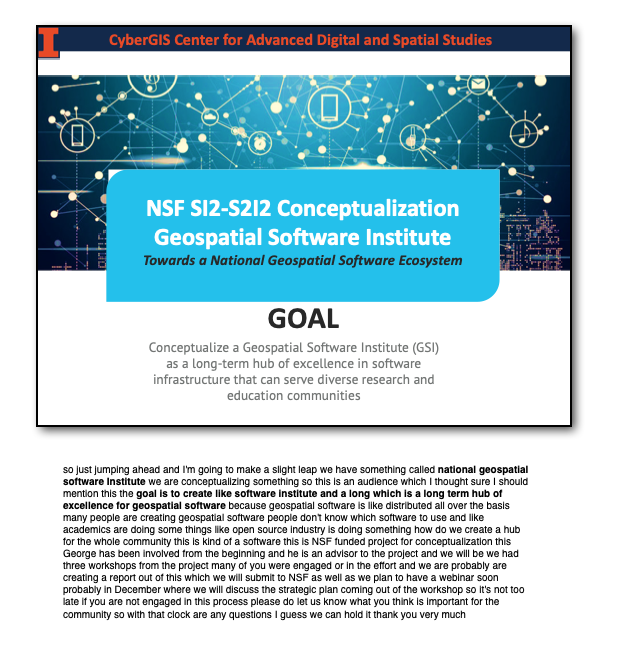 I
CyberGIS Center for Advanced Digital and Spatial Studies
NSF SI2-S2I2 Conceptualization
Geospatial Software Institute
Towards a National Geospatial Software Ecosystem
GOAL
Conceptualize a Geospatial Software Institute (GSI)
as a long-term hub of excellence in software
infrastructure that can serve diverse research and
education communities
so just jumping ahead and I'm going to make a slight leap we have something called national geospatial
software Institute we are conceptualizing something so this is an audience which I thought sure I should
mention this the goal is to create like software institute and a long which is a long term hub of
excellence for geospatial software because geospatial software is like distributed all over the basis
many people are creating geospatial software people don't know which software to use and like
academics are doing some things like open source industry is doing something how do we create a hub
for the whole community this is kind of a software this is NSF funded project for conceptualization this
George has been involved from the beginning and he is an advisor to the project and we will be we had
three workshops from the project many of you were engaged or in the effort and we are probably are
creating a report out of this which we will submit to NSF as well as we plan to have a webinar soon
probably in December where we will discuss the strategic plan coming out of the workshop so it's not too
late if you are not engaged in this process please do let us know what you think is important for the
community so with that clock are any questions I guess we can hold it thank you very much